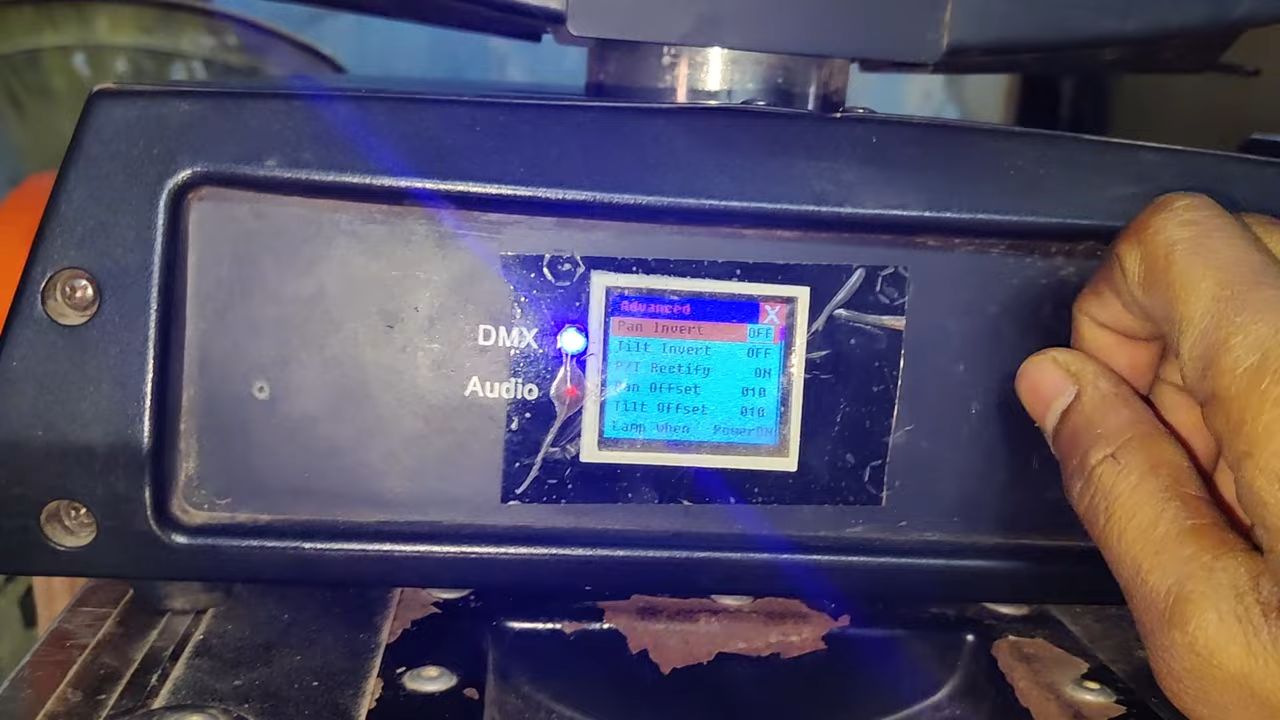 DMX
Audio
Advanced X
Pan Invert OFF
Tilt Invert OFF
P/T Rectify ON
Pan Offset 010
Tilt Offset 010
Lamp when PowerON